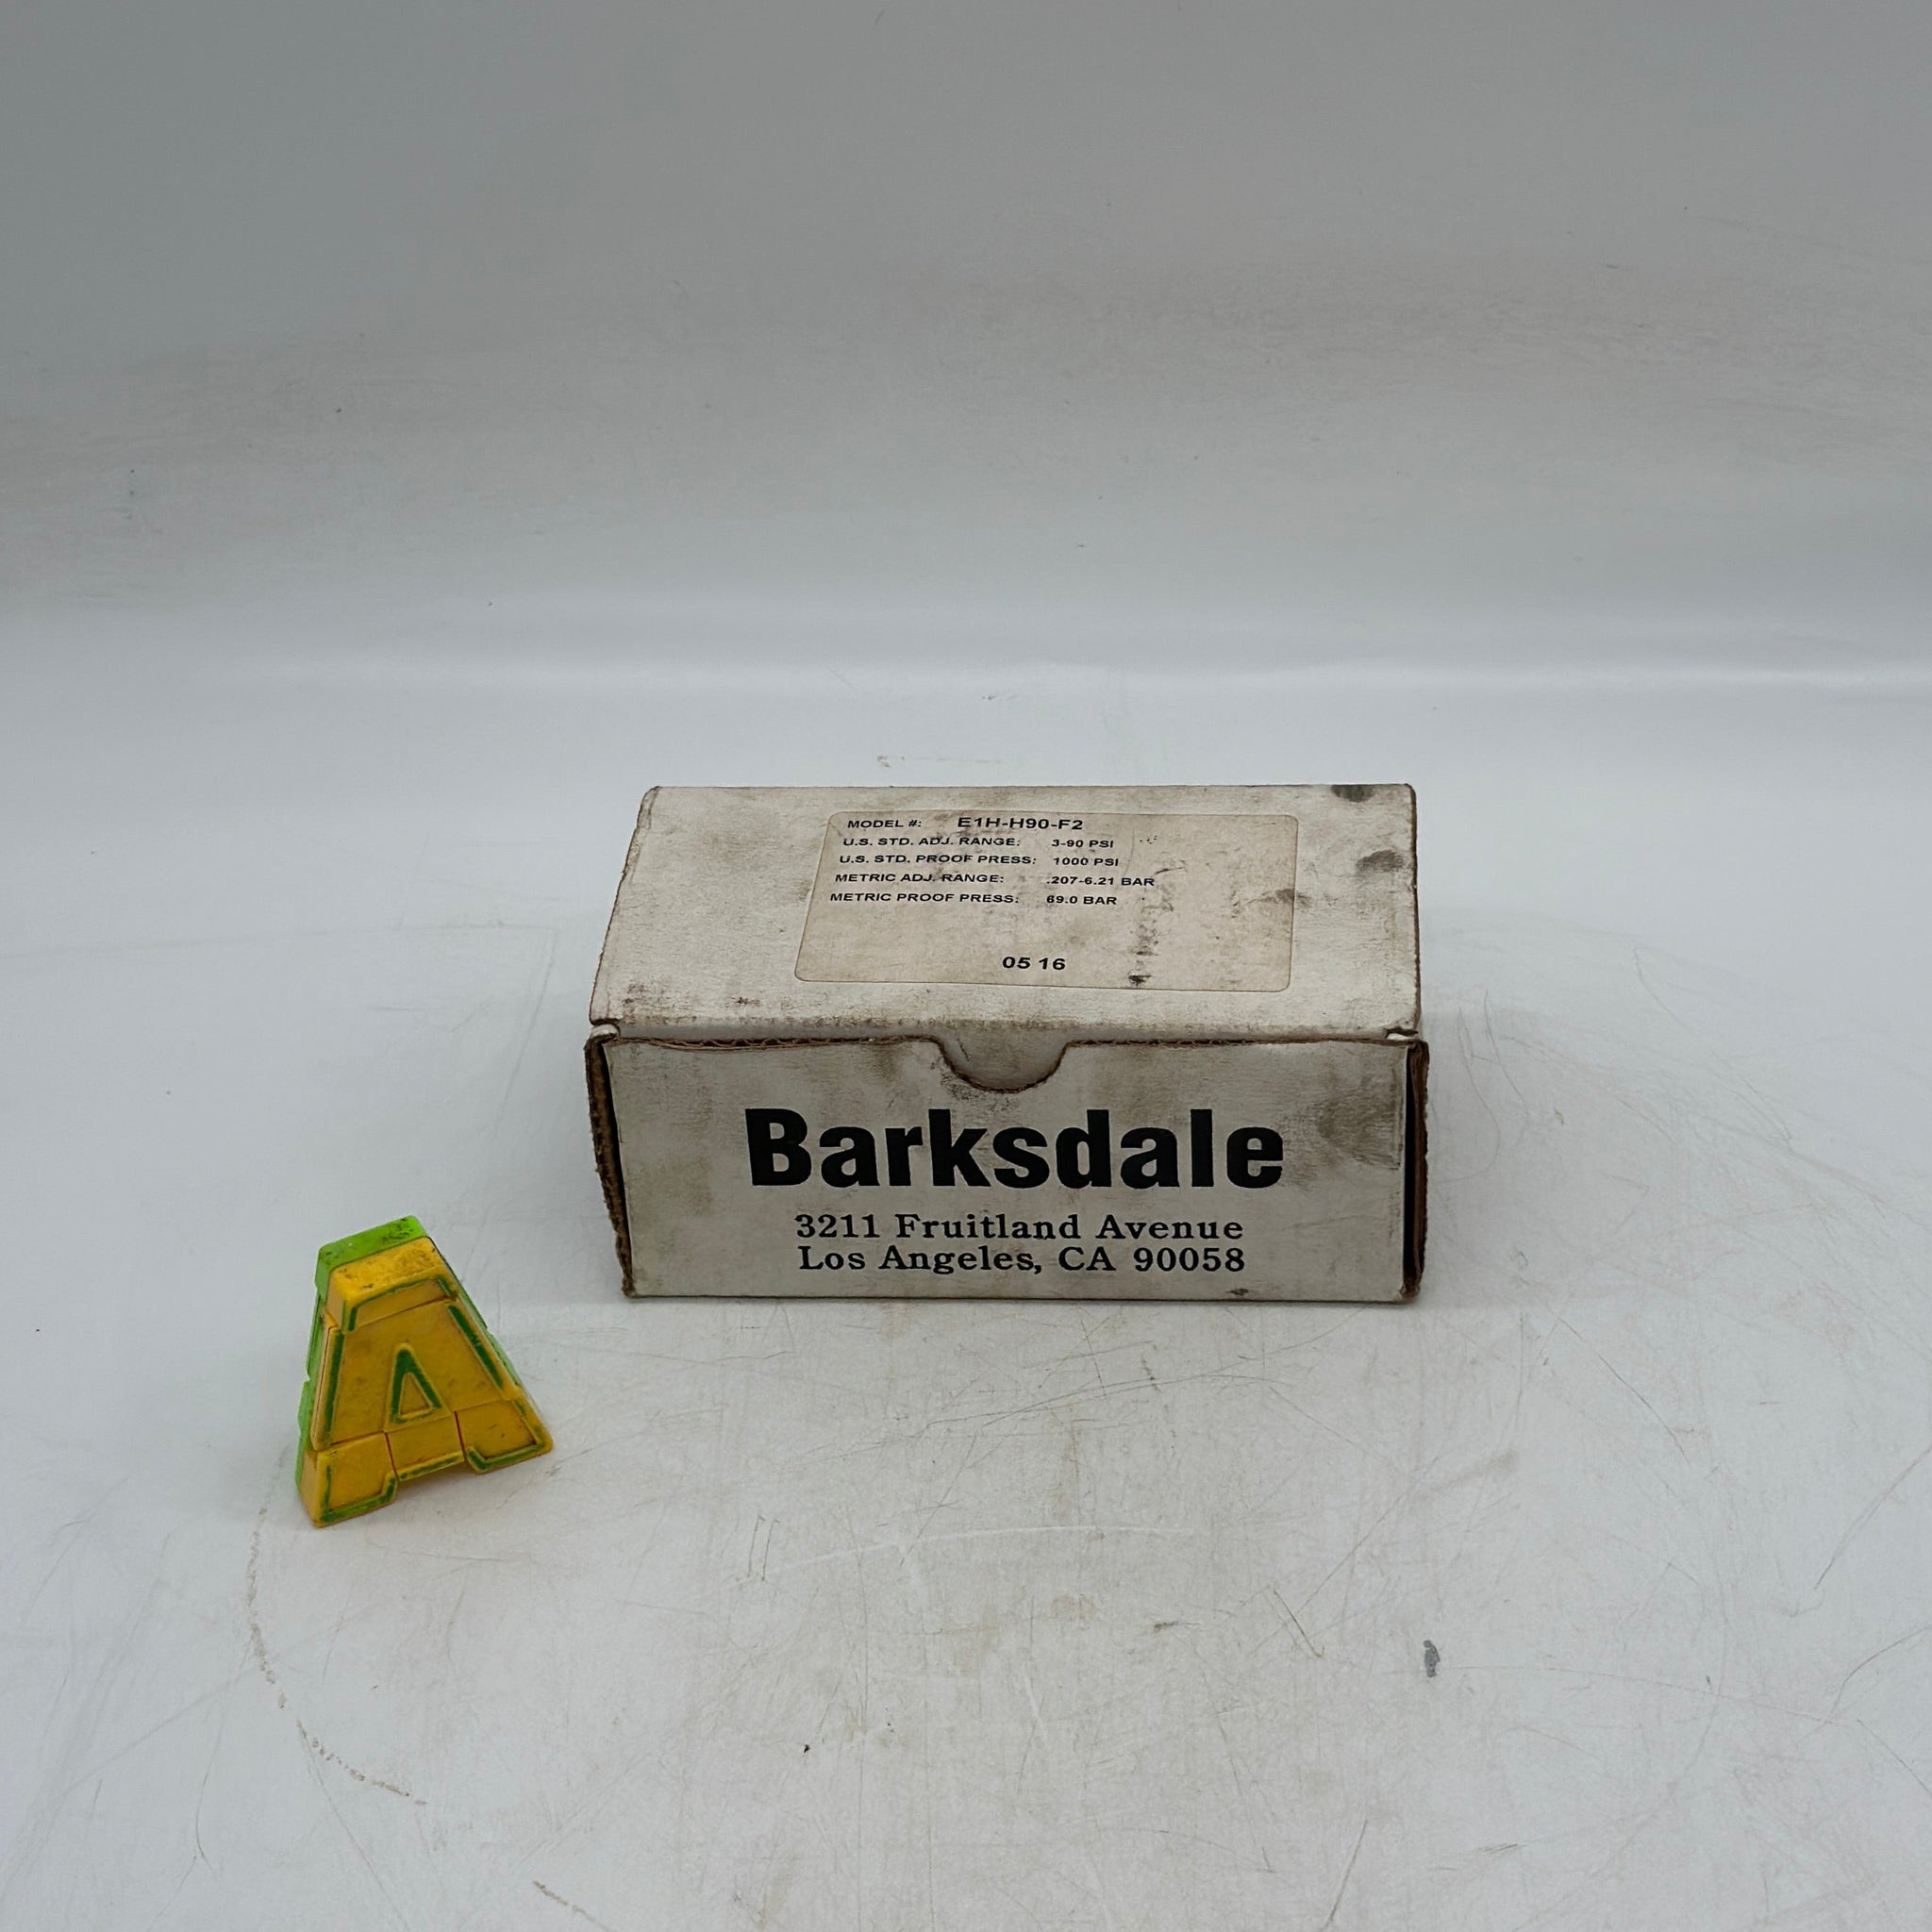 MODEL #: E1H-H90-F2
U.S. STD. ADJ. RANGE: 3-90 PSI
U.S. STD. PROOF PRESS: 1000 PSI
METRIC ADJ. RANGE: .207-6.21 BAR
METRIC PROOF PRESS: 69.0 BAR
05 16
Barksdale
3211 Fruitland Avenue
Los Angeles, CA 90058
A